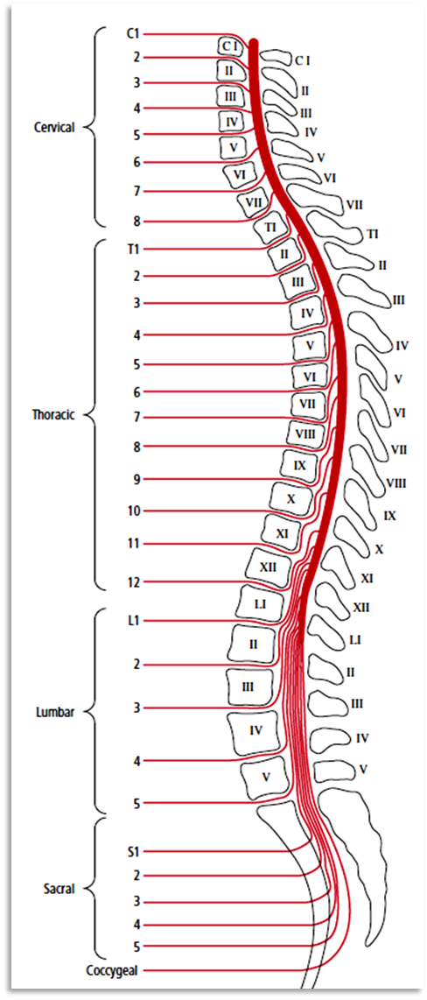 C1
C I
C I
2
II
II
3
III
III
4
IV
IV
Cervical
5
V
V
6
VI
VI
7
VII
VII
8
TI
TI
T1
II
II
2
III
III
3
IV
IV
4
V
V
5
VI
VI
6
VII
VII
Thoracic
7
VIII
VIII
8
IX
IX
9
X
X
10
XI
XI
11
XII
XII
12
LI
LI
L1
II
II
2
III
III
Lumbar
3
IV
IV
4
V
V
5
S1
2
Sacral
3
4
5
Coccygeal